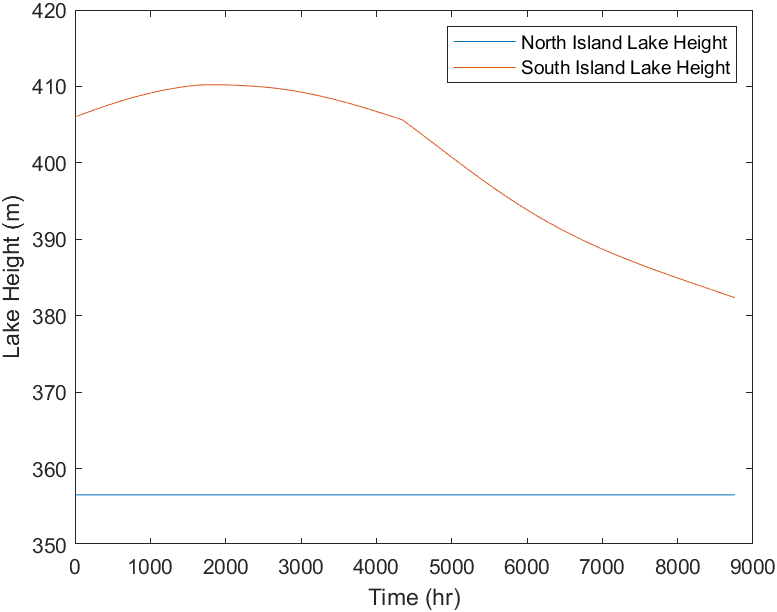 420
410
400
390
380
370
360
350
Lake Height (m)
North Island Lake Height
South Island Lake Height
0 1000 2000 3000 4000 5000 6000 7000 8000 9000
Time (hr)